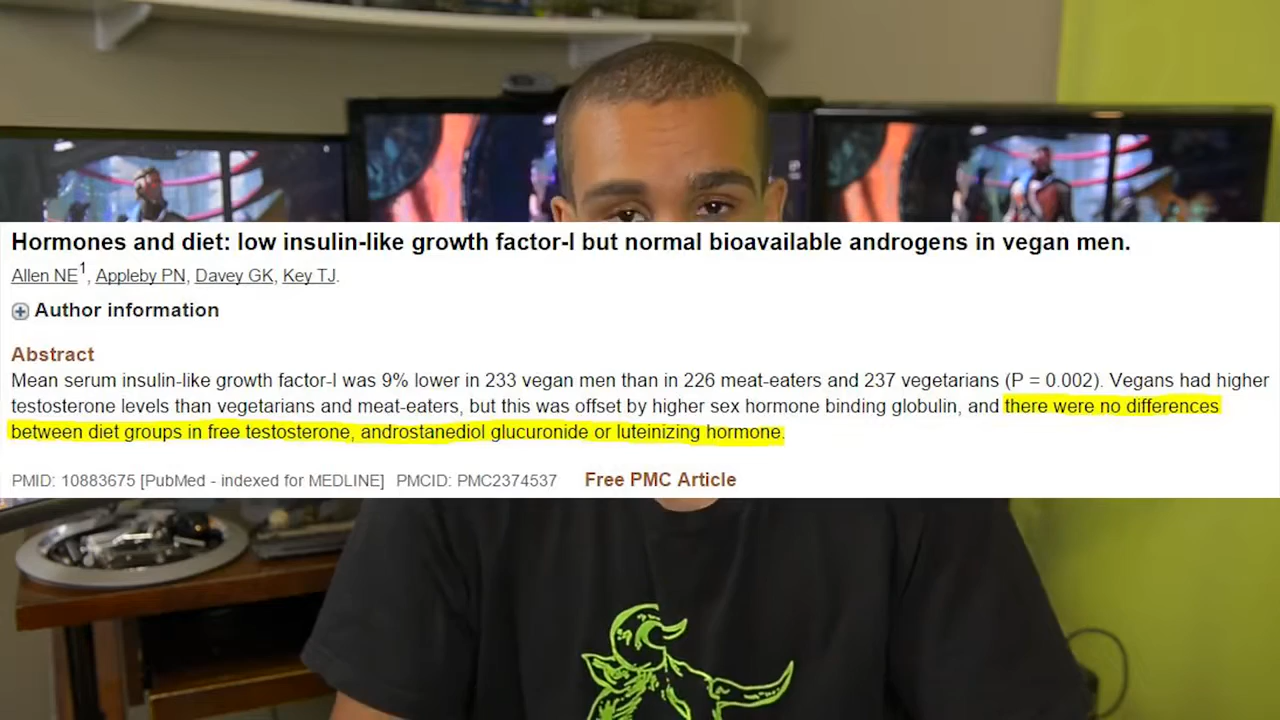 Hormones and diet: low insulin-like growth factor-I but normal bioavailable androgens in vegan men.
Allen NE1, Appleby PN, Davey GK, Key TJ.
Author information
Abstract
Mean serum insulin-like growth factor-I was 9% lower in 233 vegan men than in 226 meat-eaters and 237 vegetarians (P = 0.002). Vegans had higher
testosterone levels than vegetarians and meat-eaters, but this was offset by higher sex hormone binding globulin, and there were no differences
between diet groups in free testosterone, androstanediol glucuronide or luteinizing hormone.
PMID: 10883675 [PubMed - indexed for MEDLINE] PMCID: PMC2374537 Free PMC Article